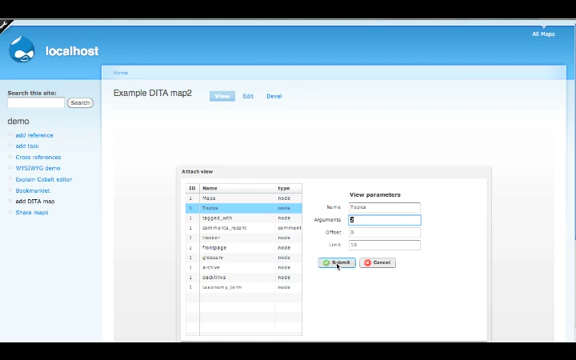 All Maps
localhost
Home
Search this site:
Search
Example DITA map2
View Edit Devel
demo
add reference
add task
Cross references
WYSIWYG demo
Explain Cobalt editor
Bookmarklet
add DITA map
Share maps
Attach view
ID Name type
1 Maps node
1 Topics node
1 tagged_with node
1 comments_recent comment
1 tracker node
1 frontpage node
1 glossary node
1 archive node
1 backlinks node
1 taxonomy_term node
View parameters
Name Topics
Arguments 2
Offset 0
Limit 10
Submit Cancel